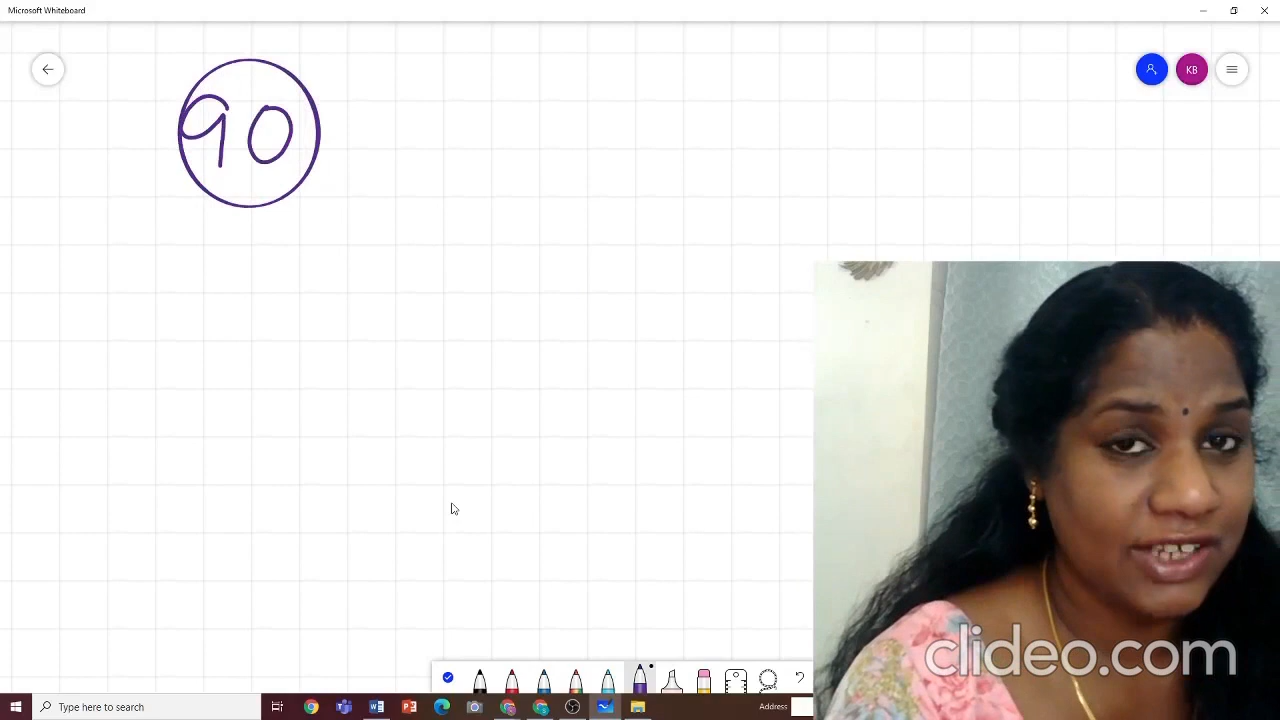 Microsoft Whiteboard
90
KB
clideo.com
Type here to search
Address